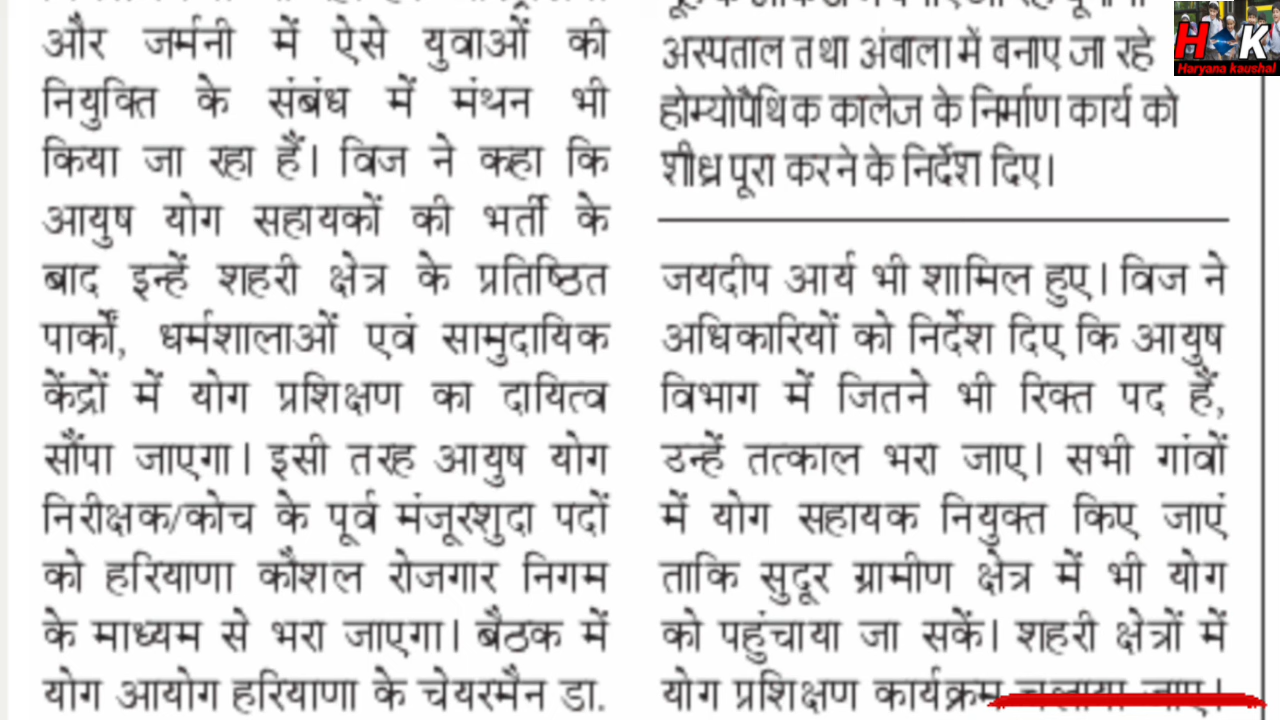 और जर्मनी में ऐसे युवाओं की
नियुक्ति के संबंध में मंथन भी
किया जा रहा हैं। विज ने कहा कि
आयुष योग सहायकों की भर्ती के
बाद इन्हें शहरी क्षेत्र के प्रतिष्ठित
पार्कों, धर्मशालाओं एवं सामुदायिक
केंद्रों में योग प्रशिक्षण का दायित्व
सौंपा जाएगा। इसी तरह आयुष योग
निरीक्षक/कोच के पूर्व मंजूरशुदा पदों
को हरियाणा कौशल रोजगार निगम
के माध्यम से भरा जाएगा। बैठक में
योग आयोग हरियाणा के चेयरमैन डा.
अस्पताल तथा अंबाला में बनाए जा रहे
होम्योपैथिक कालेज के निर्माण कार्य को
शीघ्र पूरा करने के निर्देश दिए।
जयदीप आर्य भी शामिल हुए। विज ने
अधिकारियों को निर्देश दिए कि आयुष
विभाग में जितने भी रिक्त पद हैं,
उन्हें तत्काल भरा जाए। सभी गांवों
में योग सहायक नियुक्त किए जाएं
ताकि सुदूर ग्रामीण क्षेत्र में भी योग
को पहुंचाया जा सकें। शहरी क्षेत्रों में
योग प्रशिक्षण कार्यक्रम चलाया जाए।
H K
Haryana kaushal